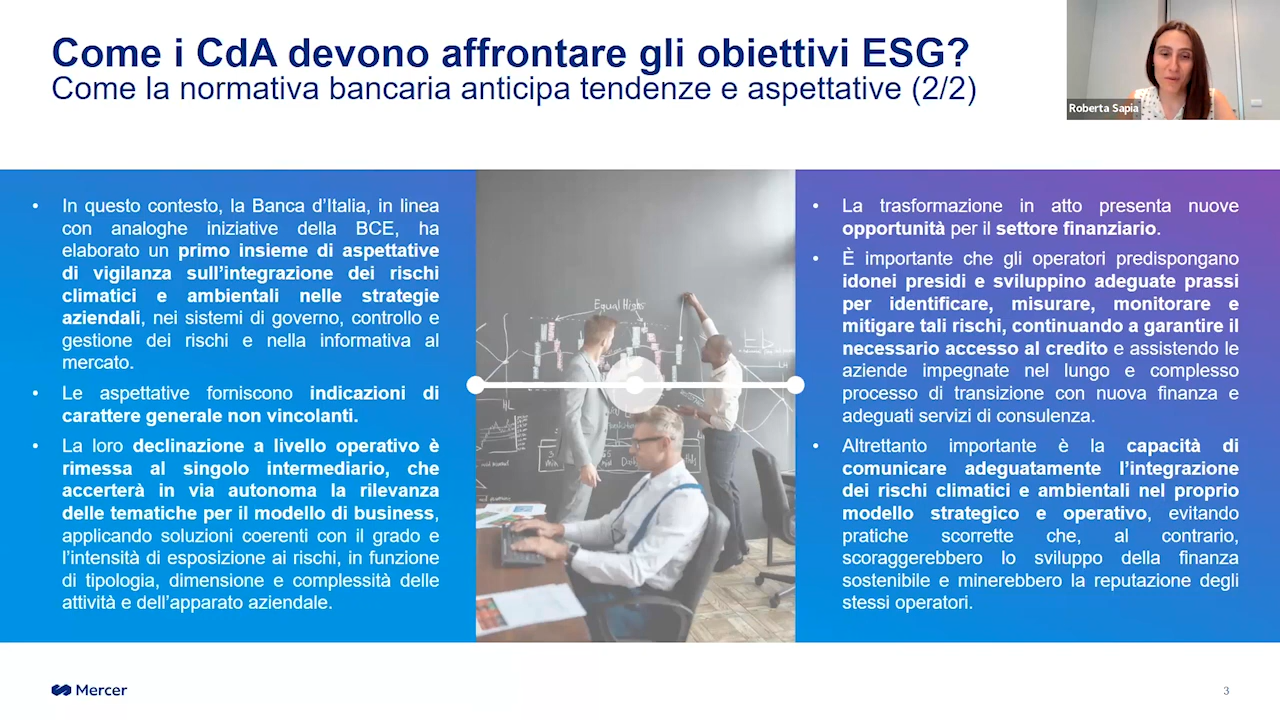 Come i CdA devono affrontare gli obiettivi ESG?
Come la normativa bancaria anticipa tendenze e aspettative (2/2)
Roberta Sapia
• In questo contesto, la Banca d’Italia, in linea
con analoghe iniziative della BCE, ha
elaborato un primo insieme di aspettative
di vigilanza sull’integrazione dei rischi
climatici e ambientali nelle strategie
aziendali, nei sistemi di governo, controllo e
gestione dei rischi e nella informativa al
mercato.
• Le aspettative forniscono indicazioni di
carattere generale non vincolanti.
• La loro declinazione a livello operativo è
rimessa al singolo intermediario, che
accerterà in via autonoma la rilevanza
delle tematiche per il modello di business,
applicando soluzioni coerenti con il grado e
l’intensità di esposizione ai rischi, in funzione
di tipologia, dimensione e complessità delle
attività e dell’apparato aziendale.
Equal Highs
• La trasformazione in atto presenta nuove
opportunità per il settore finanziario.
• È importante che gli operatori predispongano
idonei presidi e sviluppino adeguate prassi
per identificare, misurare, monitorare e
mitigare tali rischi, continuando a garantire il
necessario accesso al credito e assistendo le
aziende impegnate nel lungo e complesso
processo di transizione con nuova finanza e
adeguati servizi di consulenza.
• Altrettanto importante è la capacità di
comunicare adeguatamente l’integrazione
dei rischi climatici e ambientali nel proprio
modello strategico e operativo, evitando
pratiche scorrette che, al contrario,
scoraggerebbero lo sviluppo della finanza
sostenibile e minerebbero la reputazione degli
stessi operatori.
Mercer
3